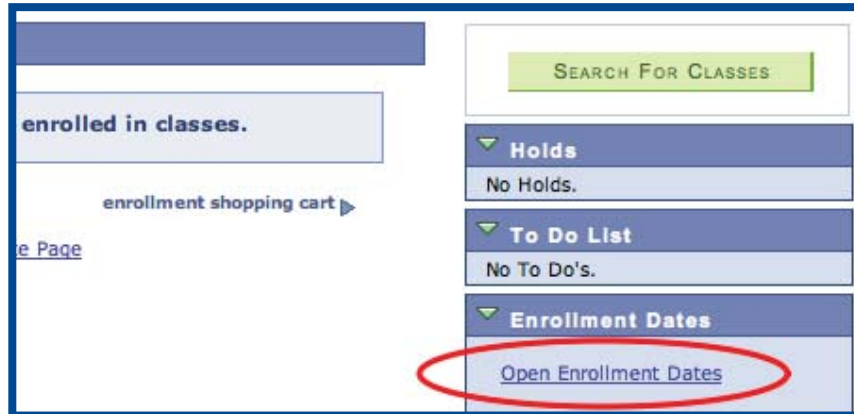 enrolled in classes.
enrollment shopping cart
Page
SEARCH FOR CLASSES
Holds
No Holds.
To Do List
No To Do's.
Enrollment Dates
Open Enrollment Dates